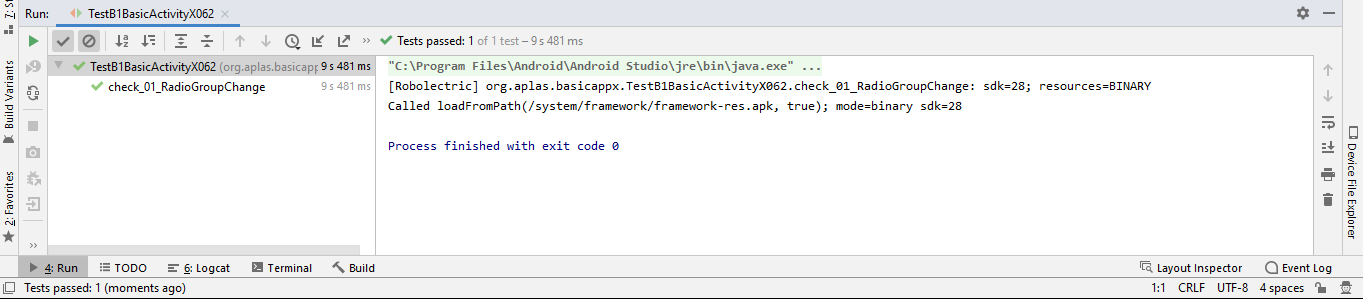 Run: TestB1BasicActivityX062
Tests passed: 1 of 1 test – 9 s 481 ms
TestB1BasicActivityX062 (org.aplas.basicapp 9 s 481 ms
check_01_RadioGroupChange 9 s 481 ms
"C:\Program Files\Android\Android Studio\jre\bin\java.exe" ...
[Robolectric] org.aplas.basicappx.TestB1BasicActivityX062.check_01_RadioGroupChange: sdk=28; resources=BINARY
Called loadFromPath(/system/framework/framework-res.apk, true); mode=binary sdk=28
Process finished with exit code 0
7: St
Build Variants
2: Favorites
Device File Explorer
4: Run
TODO
6: Logcat
Terminal
Build
Layout Inspector
Event Log
Tests passed: 1 (moments ago)
1:1 CRLF UTF-8 4 spaces